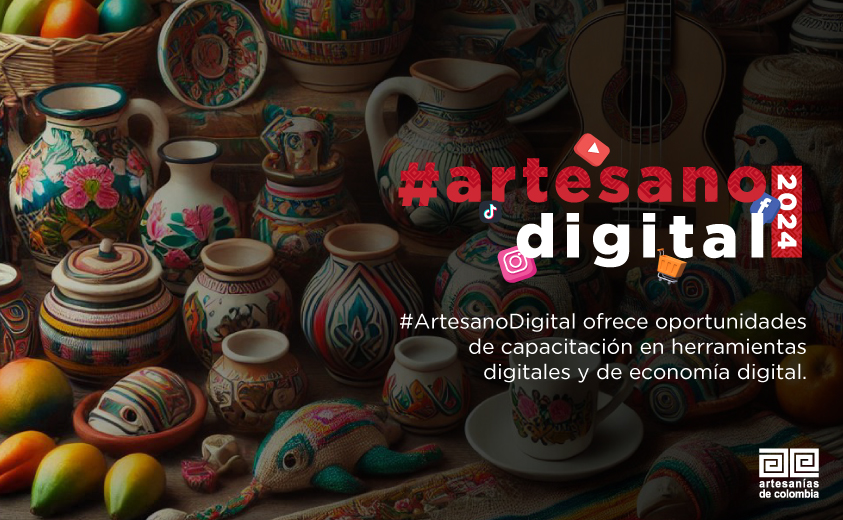 #artesano
digital
2024
#ArtesanoDigital ofrece oportunidades
de capacitación en herramientas
digitales y de economía digital.
artesanías
de colombia